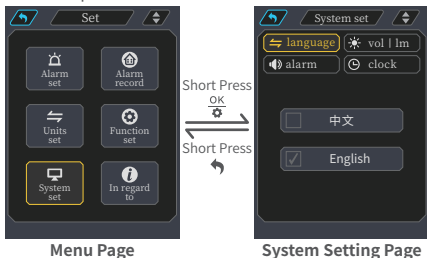 Set
Alarm
set
Alarm
record
Units
set
Function
set
System
set
In regard
to
Menu Page
Short Press
OK
Short Press
System set
language
vol | lm
alarm
clock
中文
English
System Setting Page